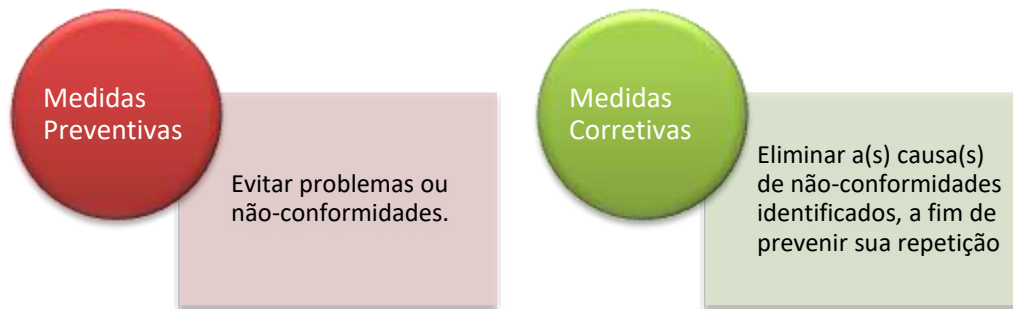 Medidas
Preventivas
Evitar problemas ou
não-conformidades.
Medidas
Corretivas
Eliminar a(s) causa(s)
de não-conformidades
identificados, a fim de
prevenir sua repetição